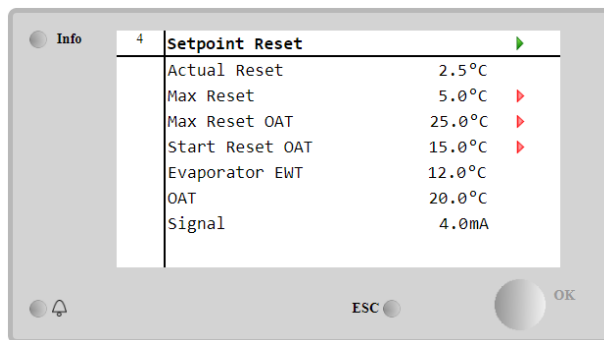 Info
4 Setpoint Reset
Actual Reset 2.5°C
Max Reset 5.0°C
Max Reset OAT 25.0°C
Start Reset OAT 15.0°C
Evaporator EWT 12.0°C
OAT 20.0°C
Signal 4.0mA
ESC OK